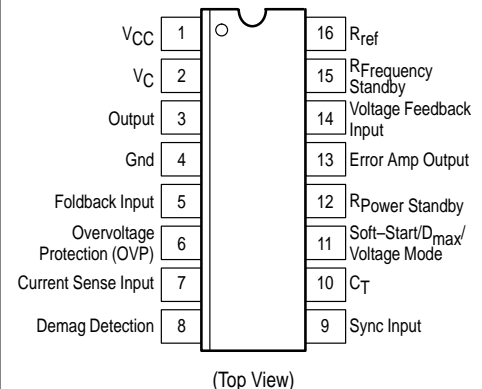 VCC 1
VC 2
Output 3
Gnd 4
Foldback Input 5
Overvoltage
Protection (OVP) 6
Current Sense Input 7
Demag Detection 8
16 Rref
15 RFrequency
Standby
14 Voltage Feedback
Input
13 Error Amp Output
12 RPower Standby
11 Soft–Start/Dmax/
Voltage Mode
10 CT
9 Sync Input
(Top View)